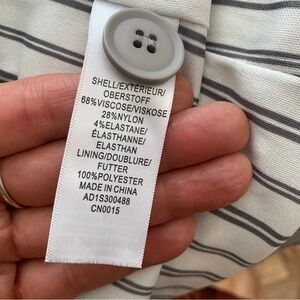 SHELL/EXTÉRIEUR/
OBERSTOFF
68%VISCOSE/VISKOSE
28%NYLON
4%ELASTANE/
ÉLASTHANNE/
ELASTHAN
LINING/DOUBLURE/
FUTTER
100%POLYESTER
MADE IN CHINA
AD1S300488
CN0015